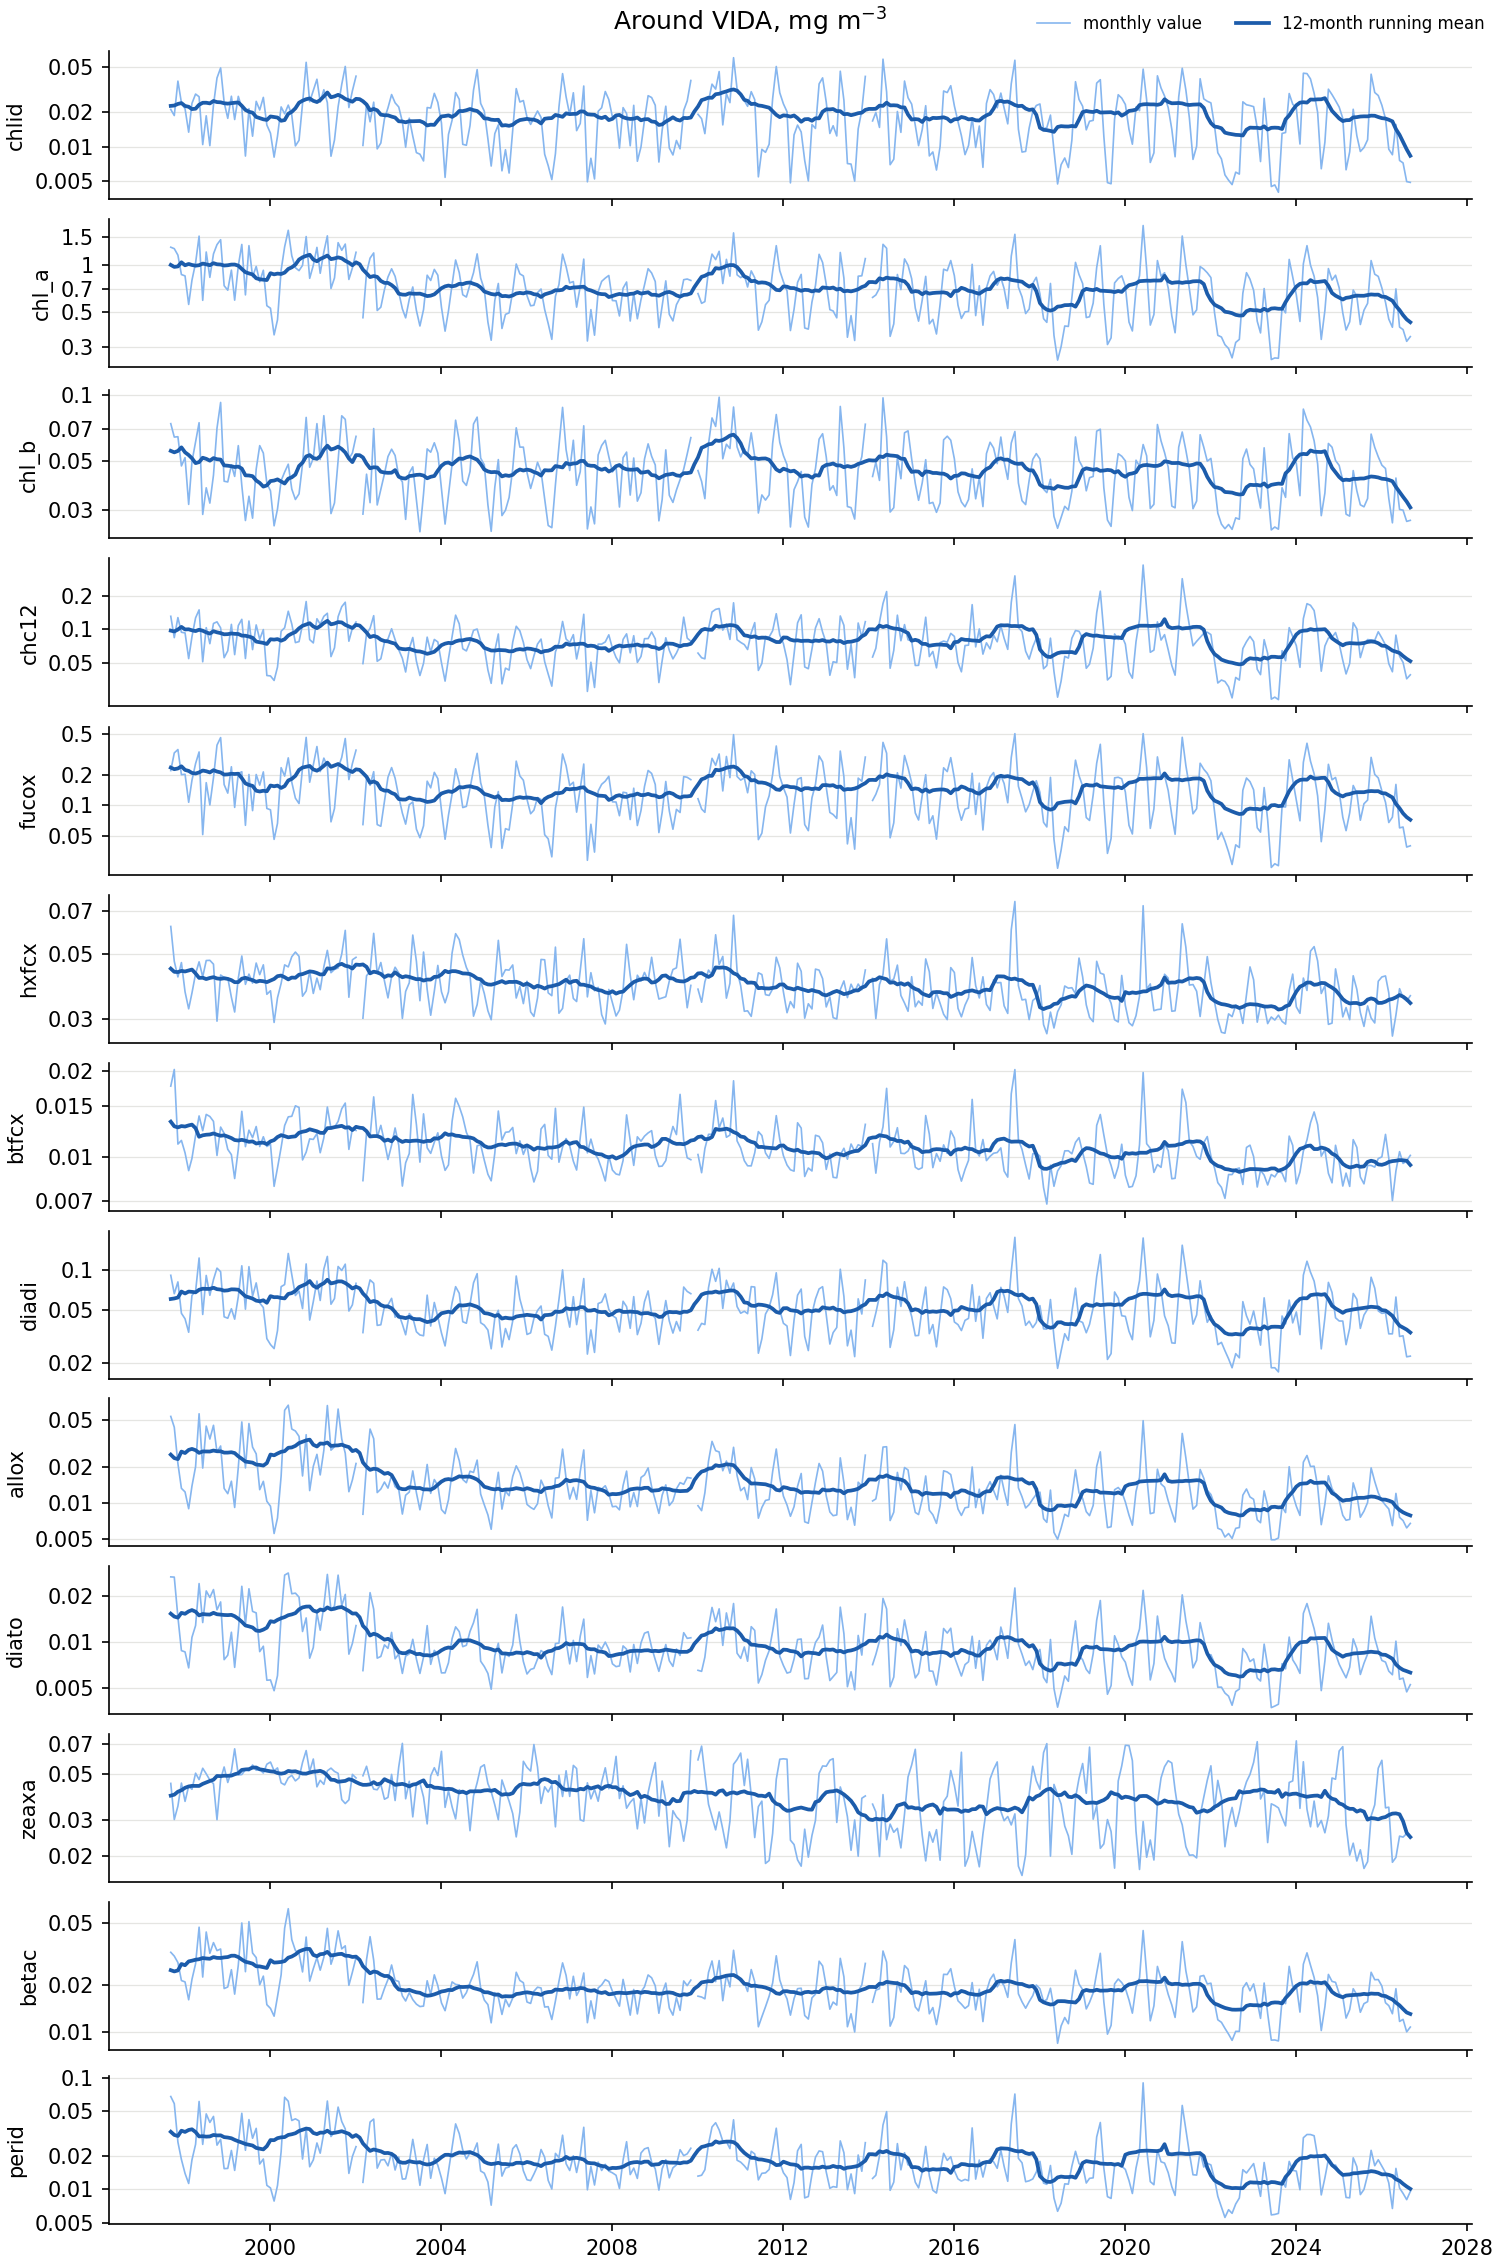 Around VIDA, mg m⁻³
monthly value
12-month running mean
chlid
0.05
0.02
0.01
0.005
chl_a
1.5
1
0.7
0.5
0.3
chl_b
0.1
0.07
0.05
0.03
chc12
0.2
0.1
0.05
fucox
0.5
0.2
0.1
0.05
hxfcx
0.07
0.05
0.03
btfcx
0.02
0.015
0.01
0.007
diadi
0.1
0.05
0.02
allox
0.05
0.02
0.01
0.005
diato
0.02
0.01
0.005
zeaxa
0.07
0.05
0.03
0.02
betac
0.05
0.02
0.01
perid
0.1
0.05
0.02
0.01
0.005
2000 2004 2008 2012 2016 2020 2024 2028